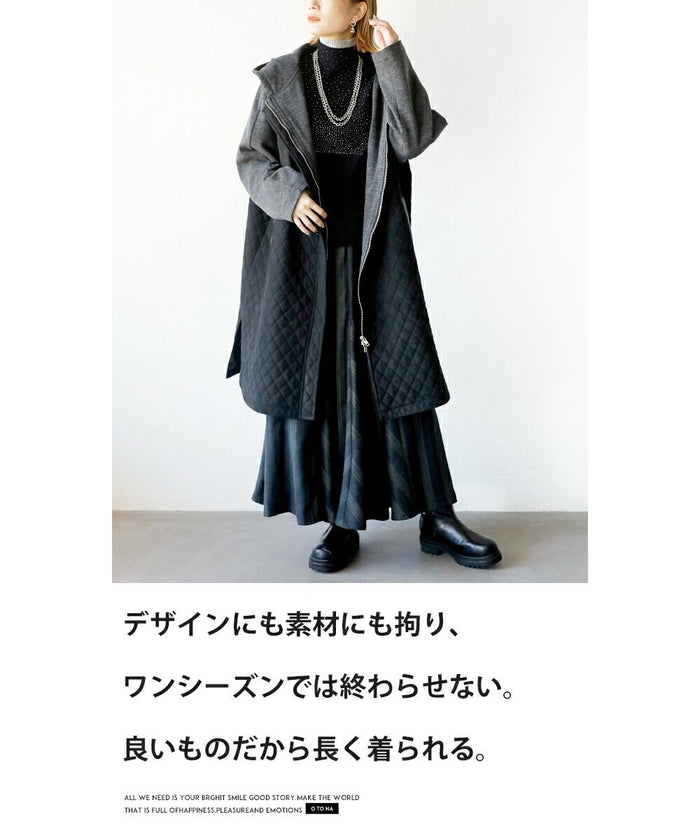 デザインにも素材にも拘り、
ワンシーズンでは終わらせない。
良いものだから長く着られる。
ALL WE NEED IS YOUR BRGHIT SMILE GOOD STORY.MAKE THE WORLD
THAT IS FULL OFHAPPINESS,PLEASUREAND EMOTIONS O TO NA